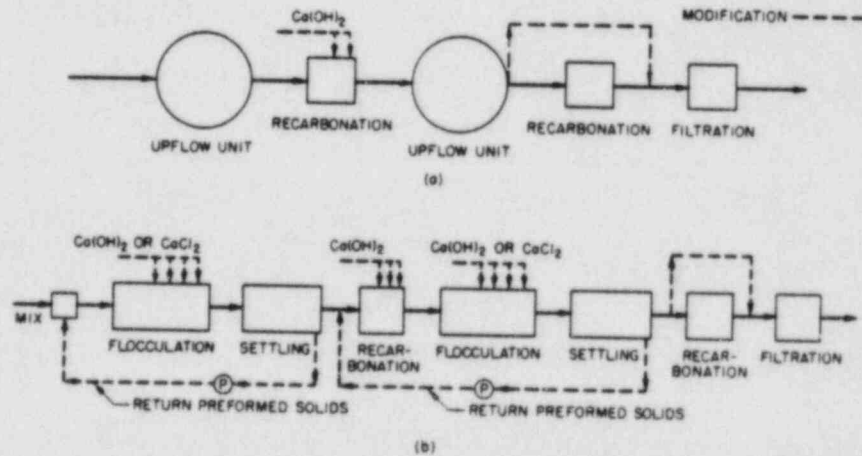 Ca(OH)2
MODIFICATION
UPFLOW UNIT
RECARBONATION
UPFLOW UNIT
RECARBONATION
FILTRATION
(a)
Ca(OH)2 OR CaCl2
Ca(OH)2
Ca(OH)2 OR CaCl2
MIX
FLOCCULATION
SETTLING
RECAR-
BONATION
FLOCCULATION
SETTLING
RECAR-
BONATION
FILTRATION
P
RETURN PREFORMED SOLIDS
P
RETURN PREFORMED SOLIDS
(b)